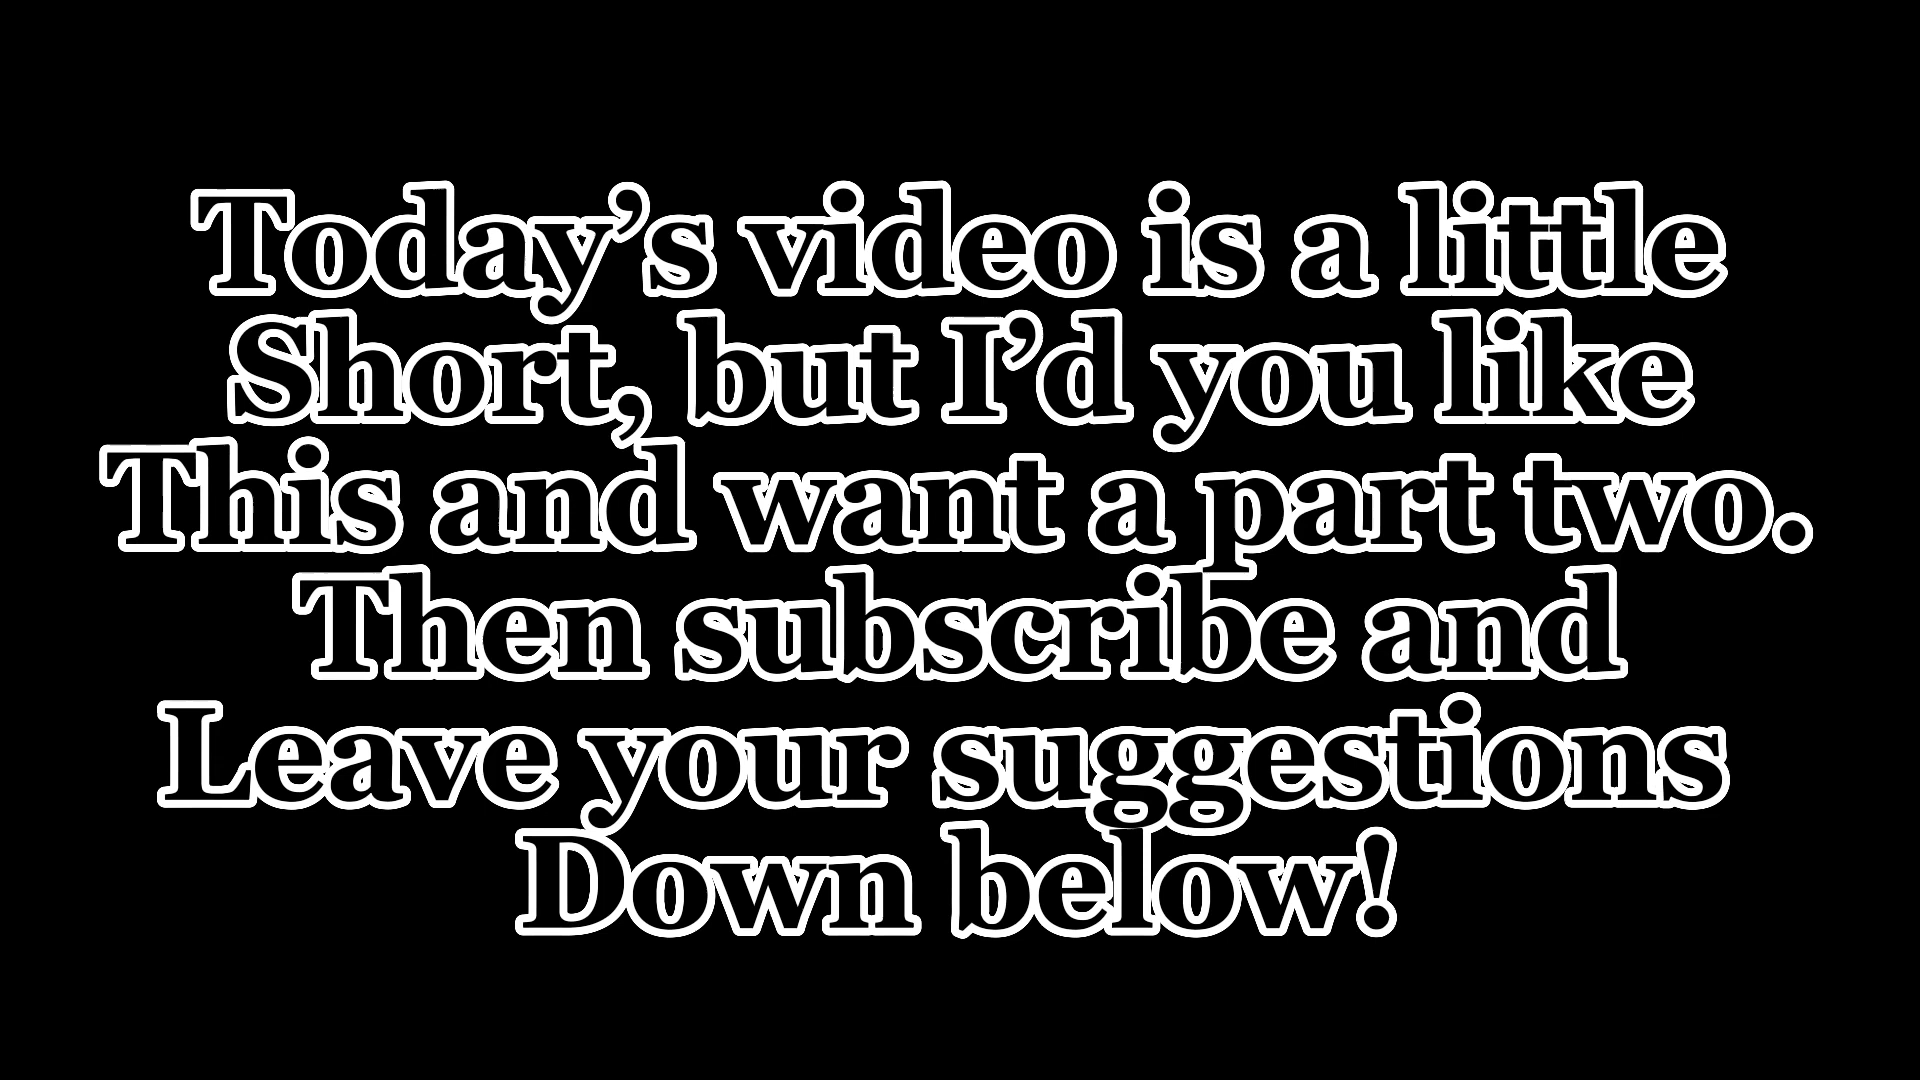 Today’s video is a little
Short, but I’d you like
This and want a part two.
Then subscribe and
Leave your suggestions
Down below!